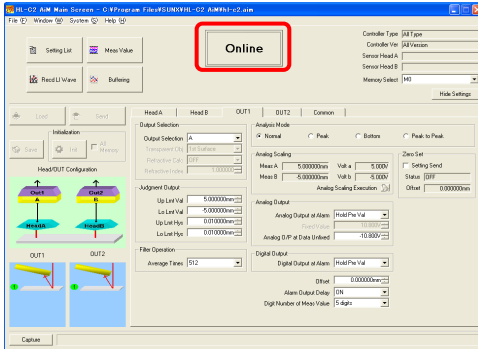 HL-C2 AiM Main Screen - C:¥Program Files¥SUNX¥HL-C2¥AiM¥hl-c2.aim
File (F) Window (W) System (S) Help (H)
Setting List
Meas Value
Recd LI Wave
Buffering
Online
Controller Type All Type
Controller Ver All Version
Sensor Head A
Sensor Head B
Memory Select M0
Hide Settings
Load
Send
Initialization
Save
Init
All Memory
Head/OUT Configuration
Out1
Out2
A
B
HeadA
HeadB
OUT1
OUT2
Head A
Head B
OUT1
OUT2
Common
Output Selection
Output Selection A
Transparent Obj 1st Surface
Refractive Calc OFF
Refractive Index 1.000000
Judgment Output
Up Lmt Val 5.000000mm
Lo Lmt Val -5.000000mm
Up Lmt Hys 0.010000mm
Lo Lmt Hys 0.010000mm
Filter Operation
Average Times 512
Analysis Mode
Normal
Peak
Bottom
Peak to Peak
Analog Scaling
Meas A 5.000000mm Volt a 5.000V
Meas B -5.000000mm Volt b -5.000V
Analog Scaling Execution
Zero Set
Setting Send
Status OFF
Offset 0.000000mm
Analog Output
Analog Output at Alarm Hold Pre Val
Fixed Value 10.800V
Analog O/P at Data Unfixed -10.800V
Digital Output
Digital Output at Alarm Hold Pre Val
Offset 0.000000mm
Alarm Output Delay ON
Digit Number of Meas Value 5 digits
Capture